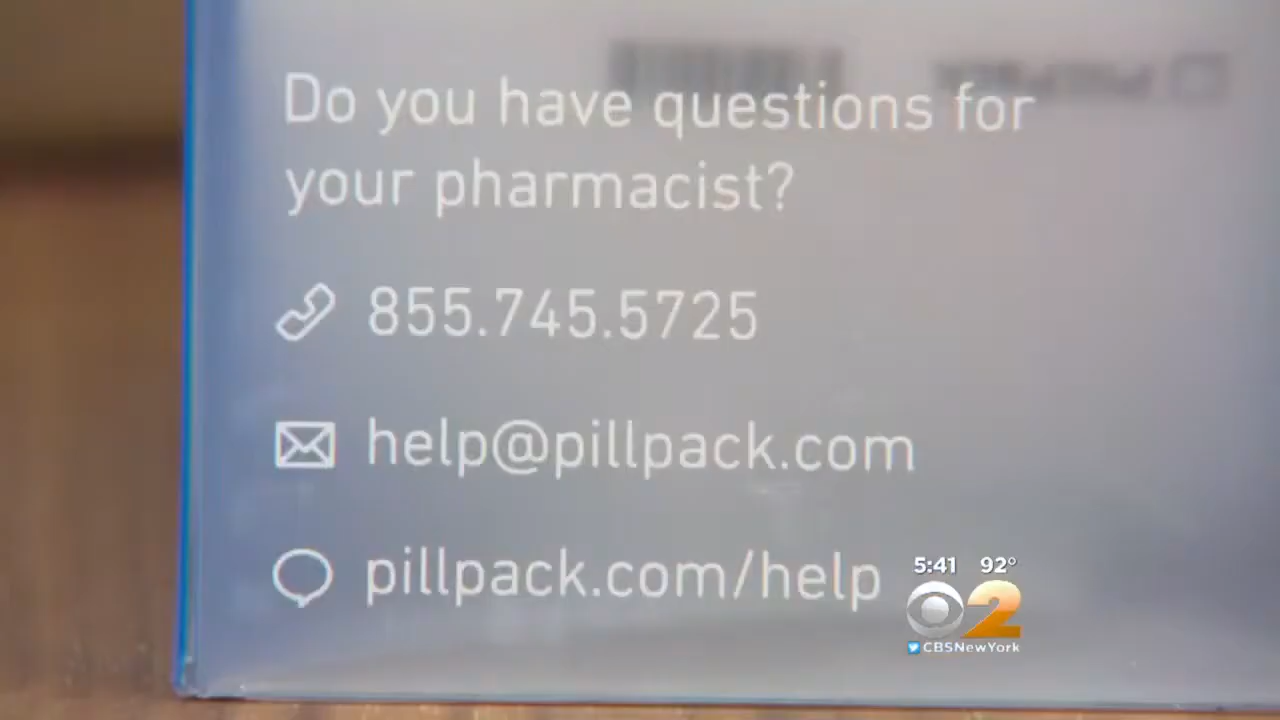 Do you have questions for
your pharmacist?
855.745.5725
help@pillpack.com
pillpack.com/help
5:41 92°
2
CBSNewYork